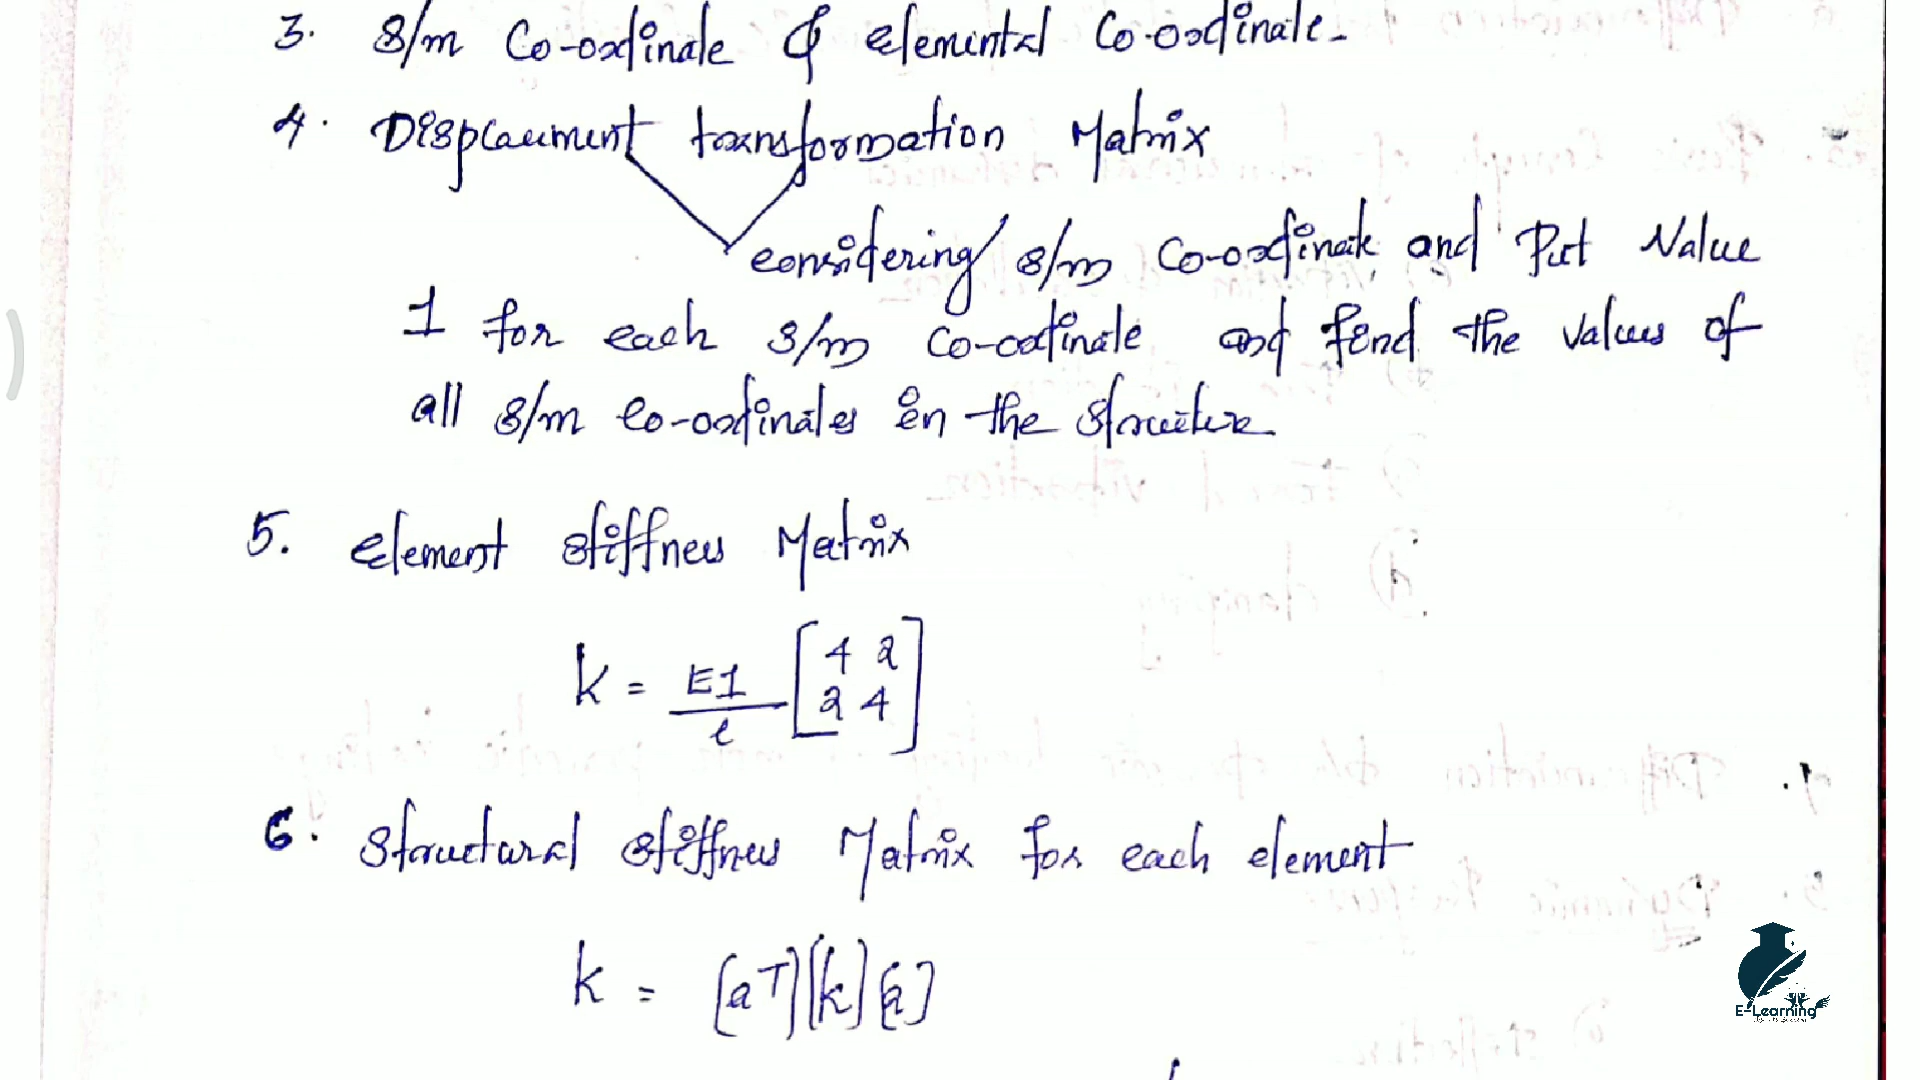 3. S/m Co-ordinate & elemental Co-ordinate.
4. Displacement transformation Matrix
considering s/m Co-ordinate and Put Value
1 for each s/m co-ordinate and find the values of
all s/m co-ordinates in the structure.
5. Element stiffness Matrix
k = EI/l [4 2
2 4]
6. Structural stiffness Matrix for each element
k = [aT][k][a]
E-Learning